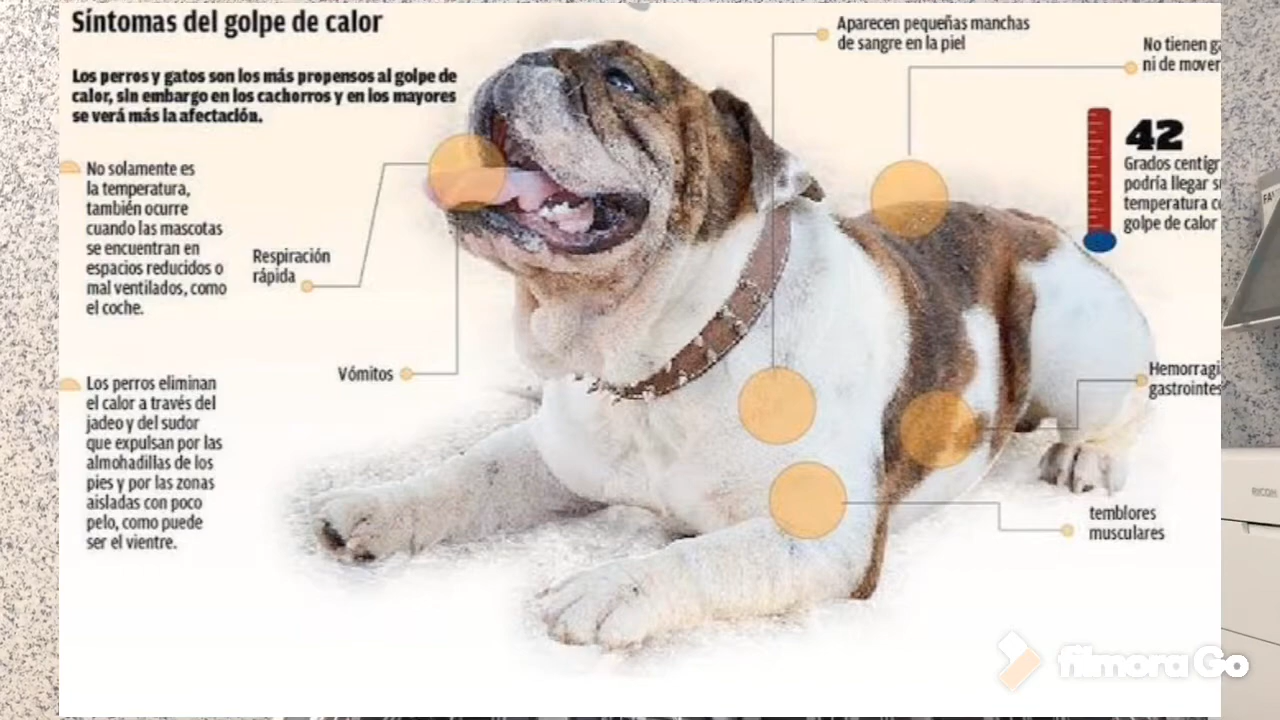 Síntomas del golpe de calor
Los perros y gatos son los más propensos al golpe de
calor, sin embargo en los cachorros y en los mayores
se verá más la afectación.
No solamente es
la temperatura,
también ocurre
cuando las mascotas
se encuentran en
espacios reducidos o
mal ventilados, como
el coche.
Los perros eliminan
el calor a través del
jadeo y del sudor
que expulsan por las
almohadillas de los
pies y por las zonas
aisladas con poco
pelo, como puede
ser el vientre.
Respiración
rápida
Vómitos
Aparecen pequeñas manchas
de sangre en la piel
No tienen
ni de
42
Grados
podría llegar
temperatura
golpe de calor
temblores
musculares
RICOH
filmora Go